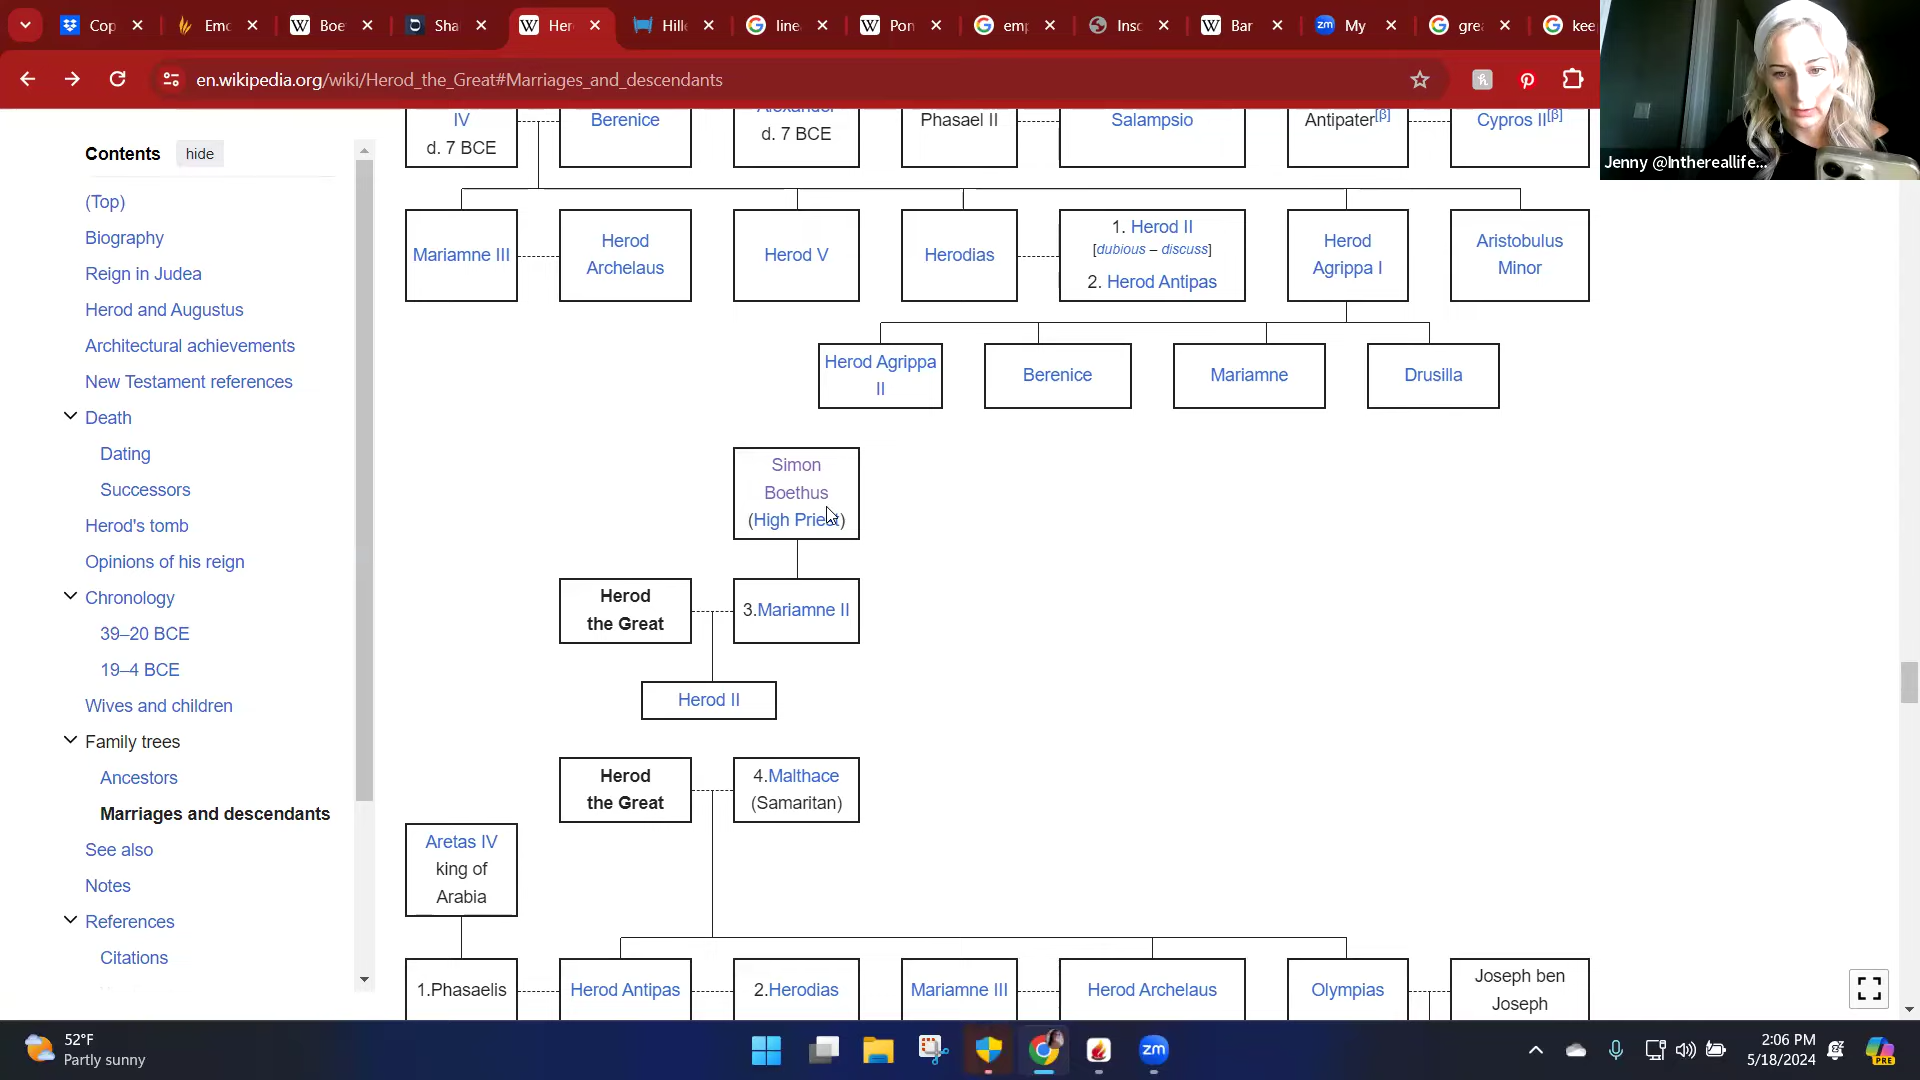 Cop
Emc
Boe
Sha
Her
Hille
line
Pon
emp
Insc
Bar
My
gre
kee
en.wikipedia.org/wiki/Herod_the_Great#Marriages_and_descendants
Jenny @Inthereallife...
Contents
hide
(Top)
Biography
Reign in Judea
Herod and Augustus
Architectural achievements
New Testament references
Death
Dating
Successors
Herod's tomb
Opinions of his reign
Chronology
39–20 BCE
19–4 BCE
Wives and children
Family trees
Ancestors
Marriages and descendants
See also
Notes
References
Citations
IV
d. 7 BCE
Berenice
Alexander
d. 7 BCE
Phasael II
Salampsio
Antipater[β]
Cypros II[β]
Mariamne III
Herod
Archelaus
Herod V
Herodias
1. Herod II
[dubious – discuss]
2. Herod Antipas
Herod
Agrippa I
Aristobulus
Minor
Herod Agrippa
II
Berenice
Mariamne
Drusilla
Simon
Boethus
(High Priest)
Herod
the Great
3.Mariamne II
Herod II
Herod
the Great
4.Malthace
(Samaritan)
Aretas IV
king of
Arabia
1.Phasaelis
Herod Antipas
2.Herodias
Mariamne III
Herod Archelaus
Olympias
Joseph ben
Joseph
52°F
Partly sunny
zm
2:06 PM
5/18/2024
PRE